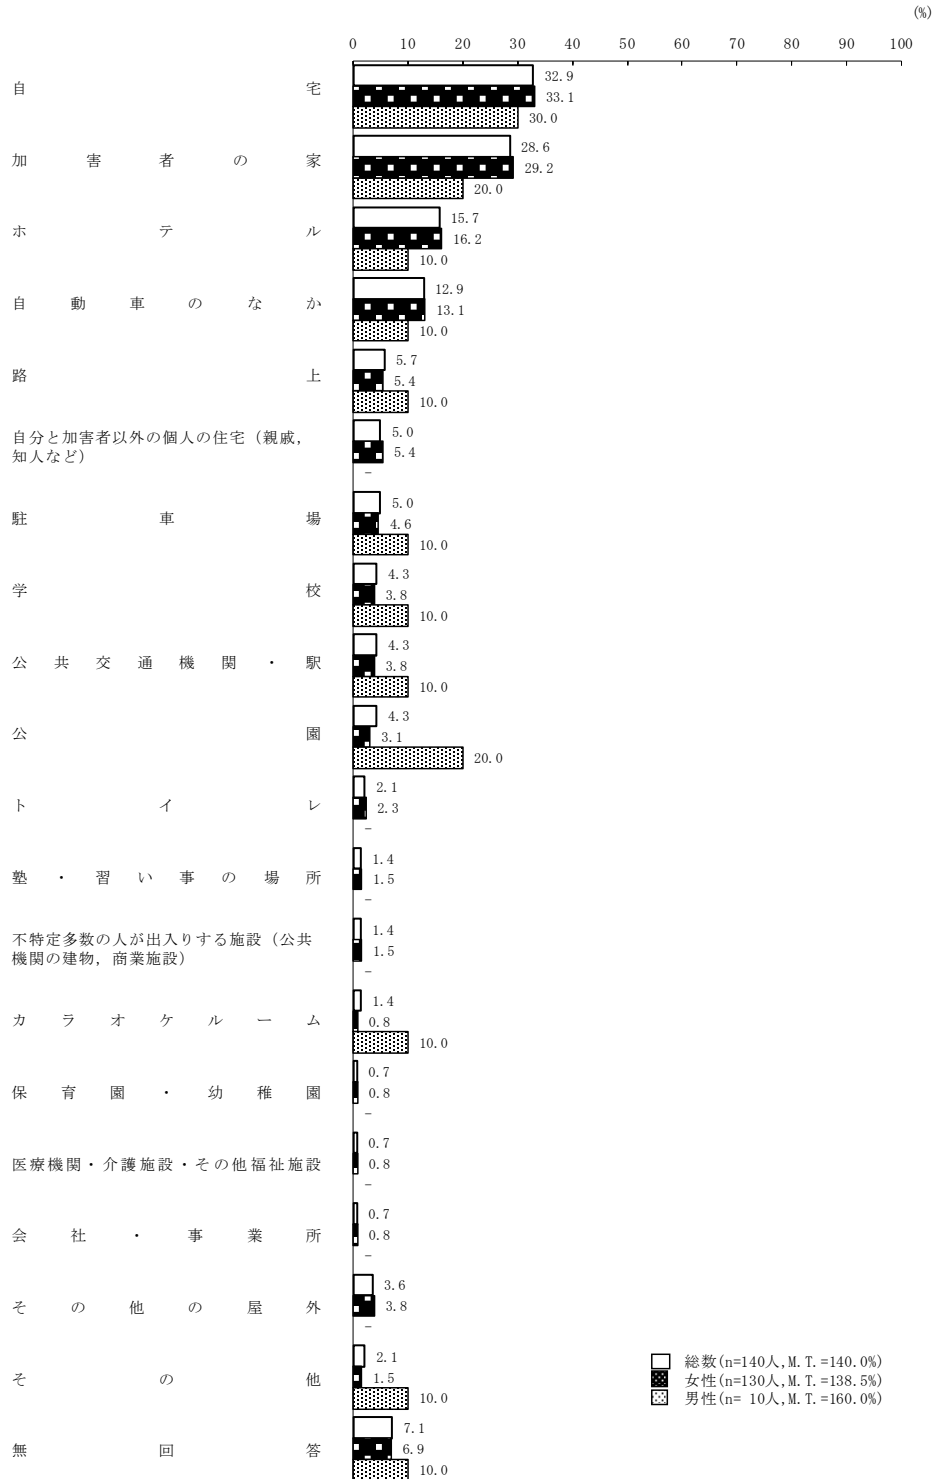 (%)
0 10 20 30 40 50 60 70 80 90 100
自宅
32.9
33.1
30.0
加害者の家
28.6
29.2
20.0
ホテル
15.7
16.2
10.0
自動車のなか
12.9
13.1
10.0
路上
5.7
5.4
10.0
自分と加害者以外の個人の住宅（親戚，
知人など）
5.0
5.4
－
駐車場
5.0
4.6
10.0
学校
4.3
3.8
10.0
公共交通機関・駅
4.3
3.8
10.0
公園
4.3
3.1
20.0
トイレ
2.1
2.3
－
塾・習い事の場所
1.4
1.5
－
不特定多数の人が出入りする施設（公共
機関の建物，商業施設）
1.4
1.5
－
カラオケルーム
1.4
0.8
10.0
保育園・幼稚園
0.7
0.8
－
医療機関・介護施設・その他福祉施設
0.7
0.8
－
会社・事業所
0.7
0.8
－
その他の屋外
3.6
3.8
－
その他
2.1
1.5
10.0
無回答
7.1
6.9
10.0
総数(n=140人,M.T.=140.0%)
女性(n=130人,M.T.=138.5%)
男性(n= 10人,M.T.=160.0%)